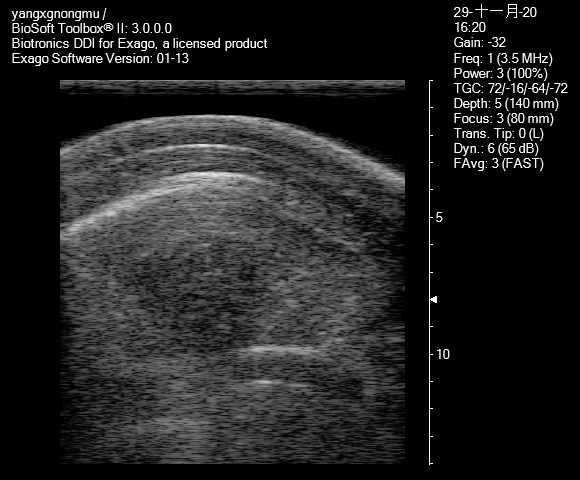 yangxgnongmu /
BioSoft Toolbox® II: 3.0.0.0
Biotronics DDI for Exago, a licensed product
Exago Software Version: 01-13
29-十一月-20
16:20
Gain: -32
Freq: 1 (3.5 MHz)
Power: 3 (100%)
TGC: 72/-16/-64/-72
Depth: 5 (140 mm)
Focus: 3 (80 mm)
Trans. Tip: 0 (L)
Dyn.: 6 (65 dB)
FAvg: 3 (FAST)
5
10